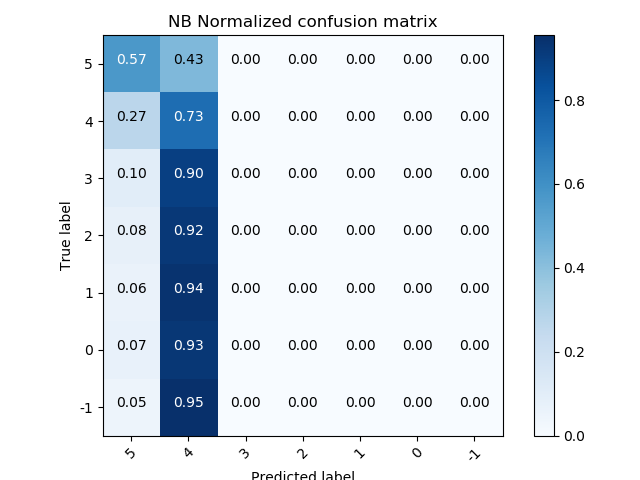 NB Normalized confusion matrix
5 0.57 0.43 0.00 0.00 0.00 0.00 0.00
4 0.27 0.73 0.00 0.00 0.00 0.00 0.00
3 0.10 0.90 0.00 0.00 0.00 0.00 0.00
2 0.08 0.92 0.00 0.00 0.00 0.00 0.00
1 0.06 0.94 0.00 0.00 0.00 0.00 0.00
0 0.07 0.93 0.00 0.00 0.00 0.00 0.00
-1 0.05 0.95 0.00 0.00 0.00 0.00 0.00
5 4 3 2 1 0 -1
True label
Predicted label
0.8
0.6
0.4
0.2
0.0